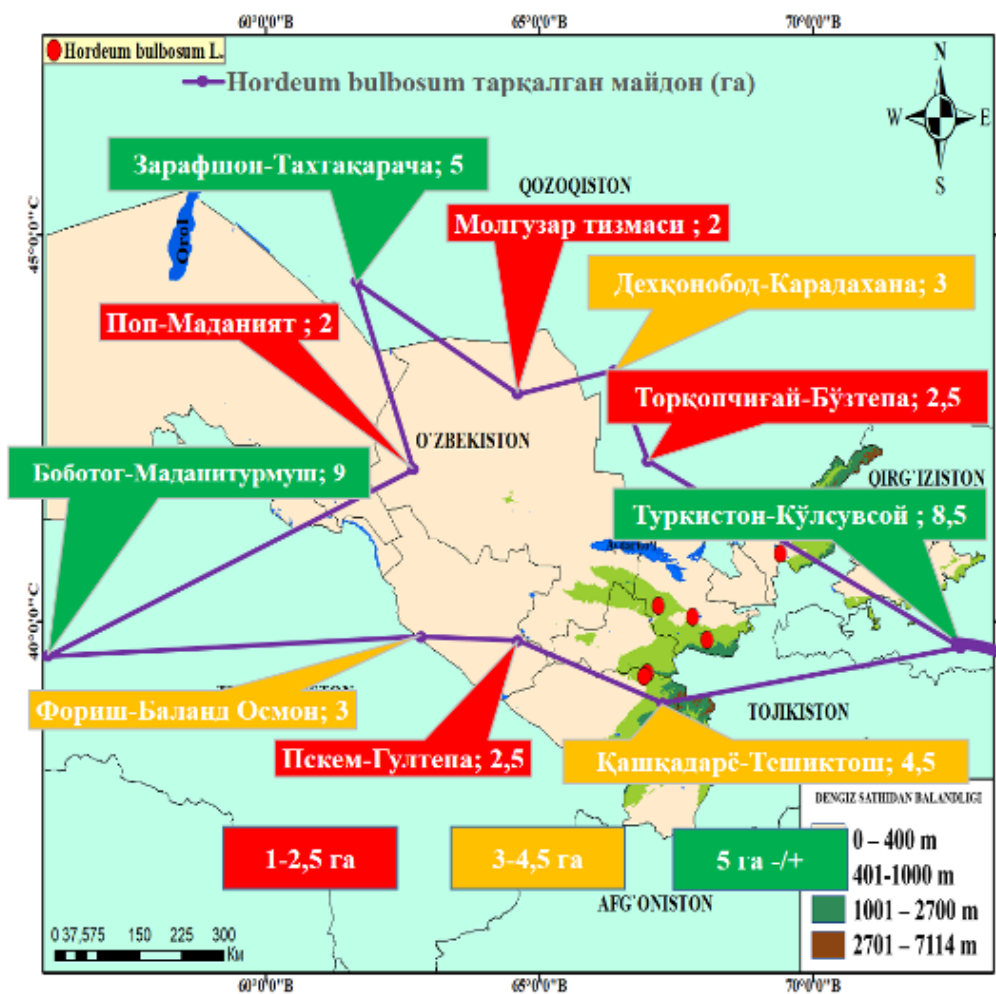 60°0'0"В 65°0'0"В 70°0'0"В
Hordeum bulbosum L.
Hordeum bulbosum тарқалган майдон (га)
N
W E
S
Зарафшон-Тахтақарача; 5
QOZOQISTON
45°0'0"С
Orol
Молгузар тизмаси ; 2
Дехқонобод-Карадахана; 3
Поп-Маданият ; 2
Торқопчиғай-Бўзтепа; 2,5
O`ZBEKISTON
Боботог-Маданитурмуш; 9
QIRG`IZISTON
Туркистон-Кўлсувсой ; 8,5
40°0'0"С
Фориш-Баланд Осмон; 3
TOJIKISTON
Пскем-Гултепа; 2,5
Қашқадарё-Тешиктош; 4,5
DENGIZ SATHIDAN BALANDLIGI
1-2,5 га
3-4,5 га
5 га -/+
0 – 400 m
401-1000 m
1001 – 2700 m
2701 – 7114 m
AFG`ONISTON
0 37,575 150 225 300
Км
60°0'0"В 65°0'0"В 70°0'0"В